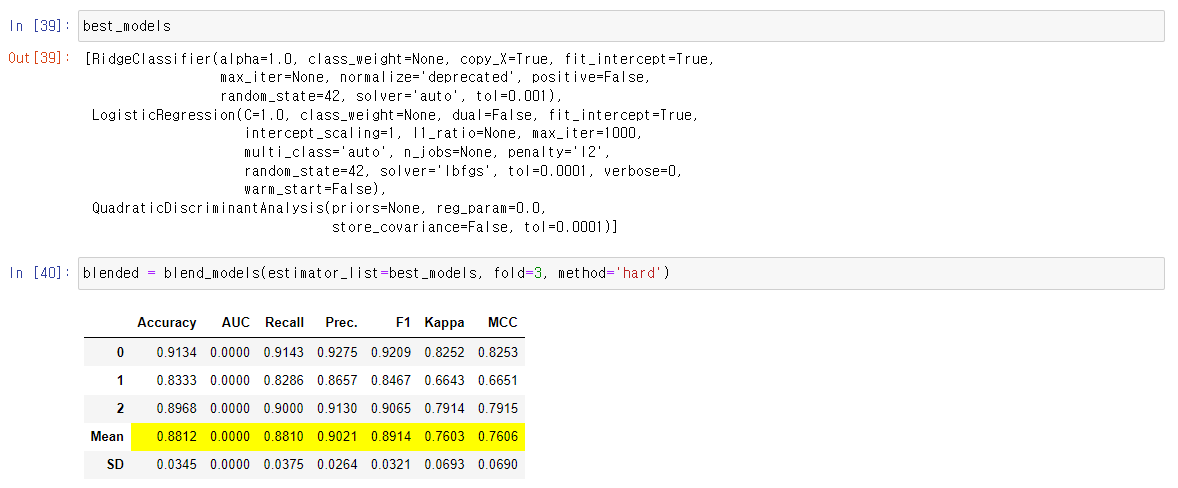 In [39]: best_models
Out[39]: [RidgeClassifier(alpha=1.0, class_weight=None, copy_X=True, fit_intercept=True,
max_iter=None, normalize='deprecated', positive=False,
random_state=42, solver='auto', tol=0.001),
LogisticRegression(C=1.0, class_weight=None, dual=False, fit_intercept=True,
intercept_scaling=1, l1_ratio=None, max_iter=1000,
multi_class='auto', n_jobs=None, penalty='l2',
random_state=42, solver='lbfgs', tol=0.0001, verbose=0,
warm_start=False),
QuadraticDiscriminantAnalysis(priors=None, reg_param=0.0,
store_covariance=False, tol=0.0001)]
In [40]: blended = blend_models(estimator_list=best_models, fold=3, method='hard')
Accuracy AUC Recall Prec. F1 Kappa MCC
0 0.9134 0.0000 0.9143 0.9275 0.9209 0.8252 0.8253
1 0.8333 0.0000 0.8286 0.8657 0.8467 0.6643 0.6651
2 0.8968 0.0000 0.9000 0.9130 0.9065 0.7914 0.7915
Mean 0.8812 0.0000 0.8810 0.9021 0.8914 0.7603 0.7606
SD 0.0345 0.0000 0.0375 0.0264 0.0321 0.0693 0.0690